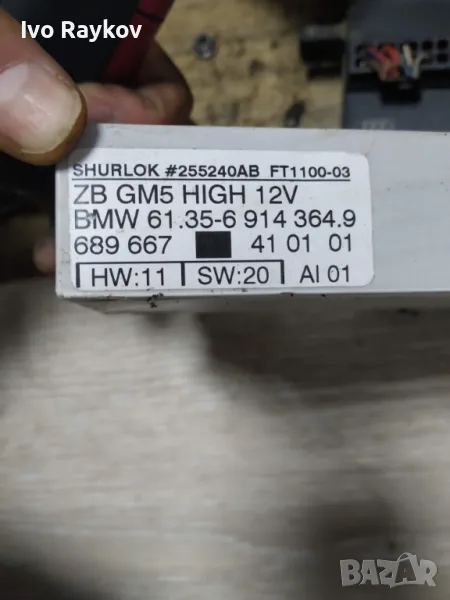 Ivo Raykov
SHURLOK #255240AB FT1100-03
ZB GM5 HIGH 12V
BMW 61.35-6 914 364.9
689 667 41 01 01
HW:11 SW:20 AI 01
BAZAR